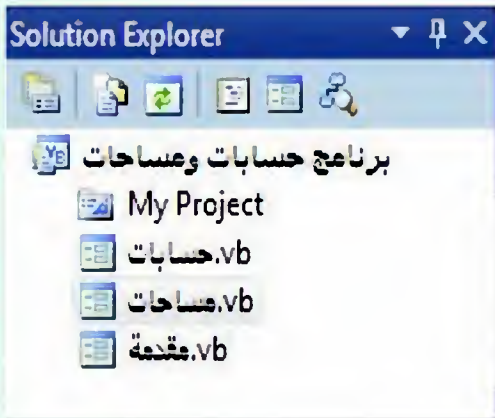 Solution Explorer
برنامج حسابات ومساحات
My Project
حسابات.vb
مساحات.vb
مقدمة.vb